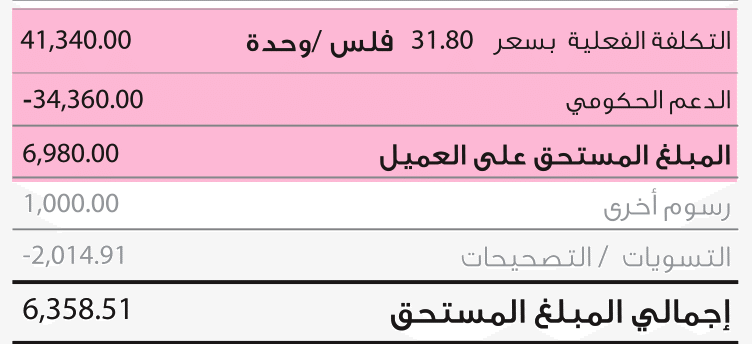 التكلفة الفعلية بسعر 31.80 فلس /وحدة 41,340.00
الدعم الحكومي -34,360.00
المبلغ المستحق على العميل 6,980.00
رسوم أخرى 1,000.00
التسويات / التصحيحات -2,014.91
إجمالي المبلغ المستحق 6,358.51